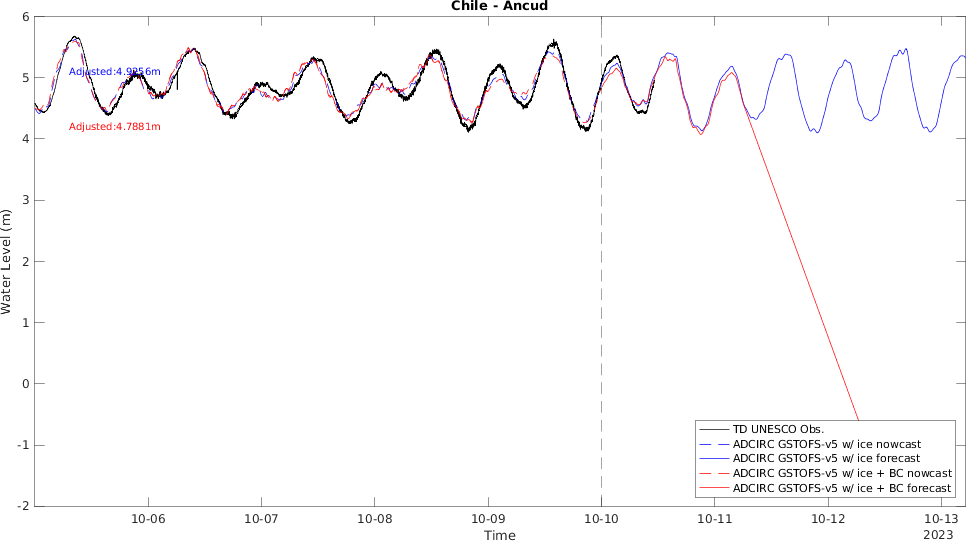 Chile - Ancud
6
5
4
3
2
1
0
-1
-2
Water Level (m)
Adjusted:4.9256m
Adjusted:4.7881m
TD UNESCO Obs.
ADCIRC GSTOFS-v5 w/ ice nowcast
ADCIRC GSTOFS-v5 w/ ice forecast
ADCIRC GSTOFS-v5 w/ ice + BC nowcast
ADCIRC GSTOFS-v5 w/ ice + BC forecast
10-06 10-07 10-08 10-09 10-10 10-11 10-12 10-13
Time
2023